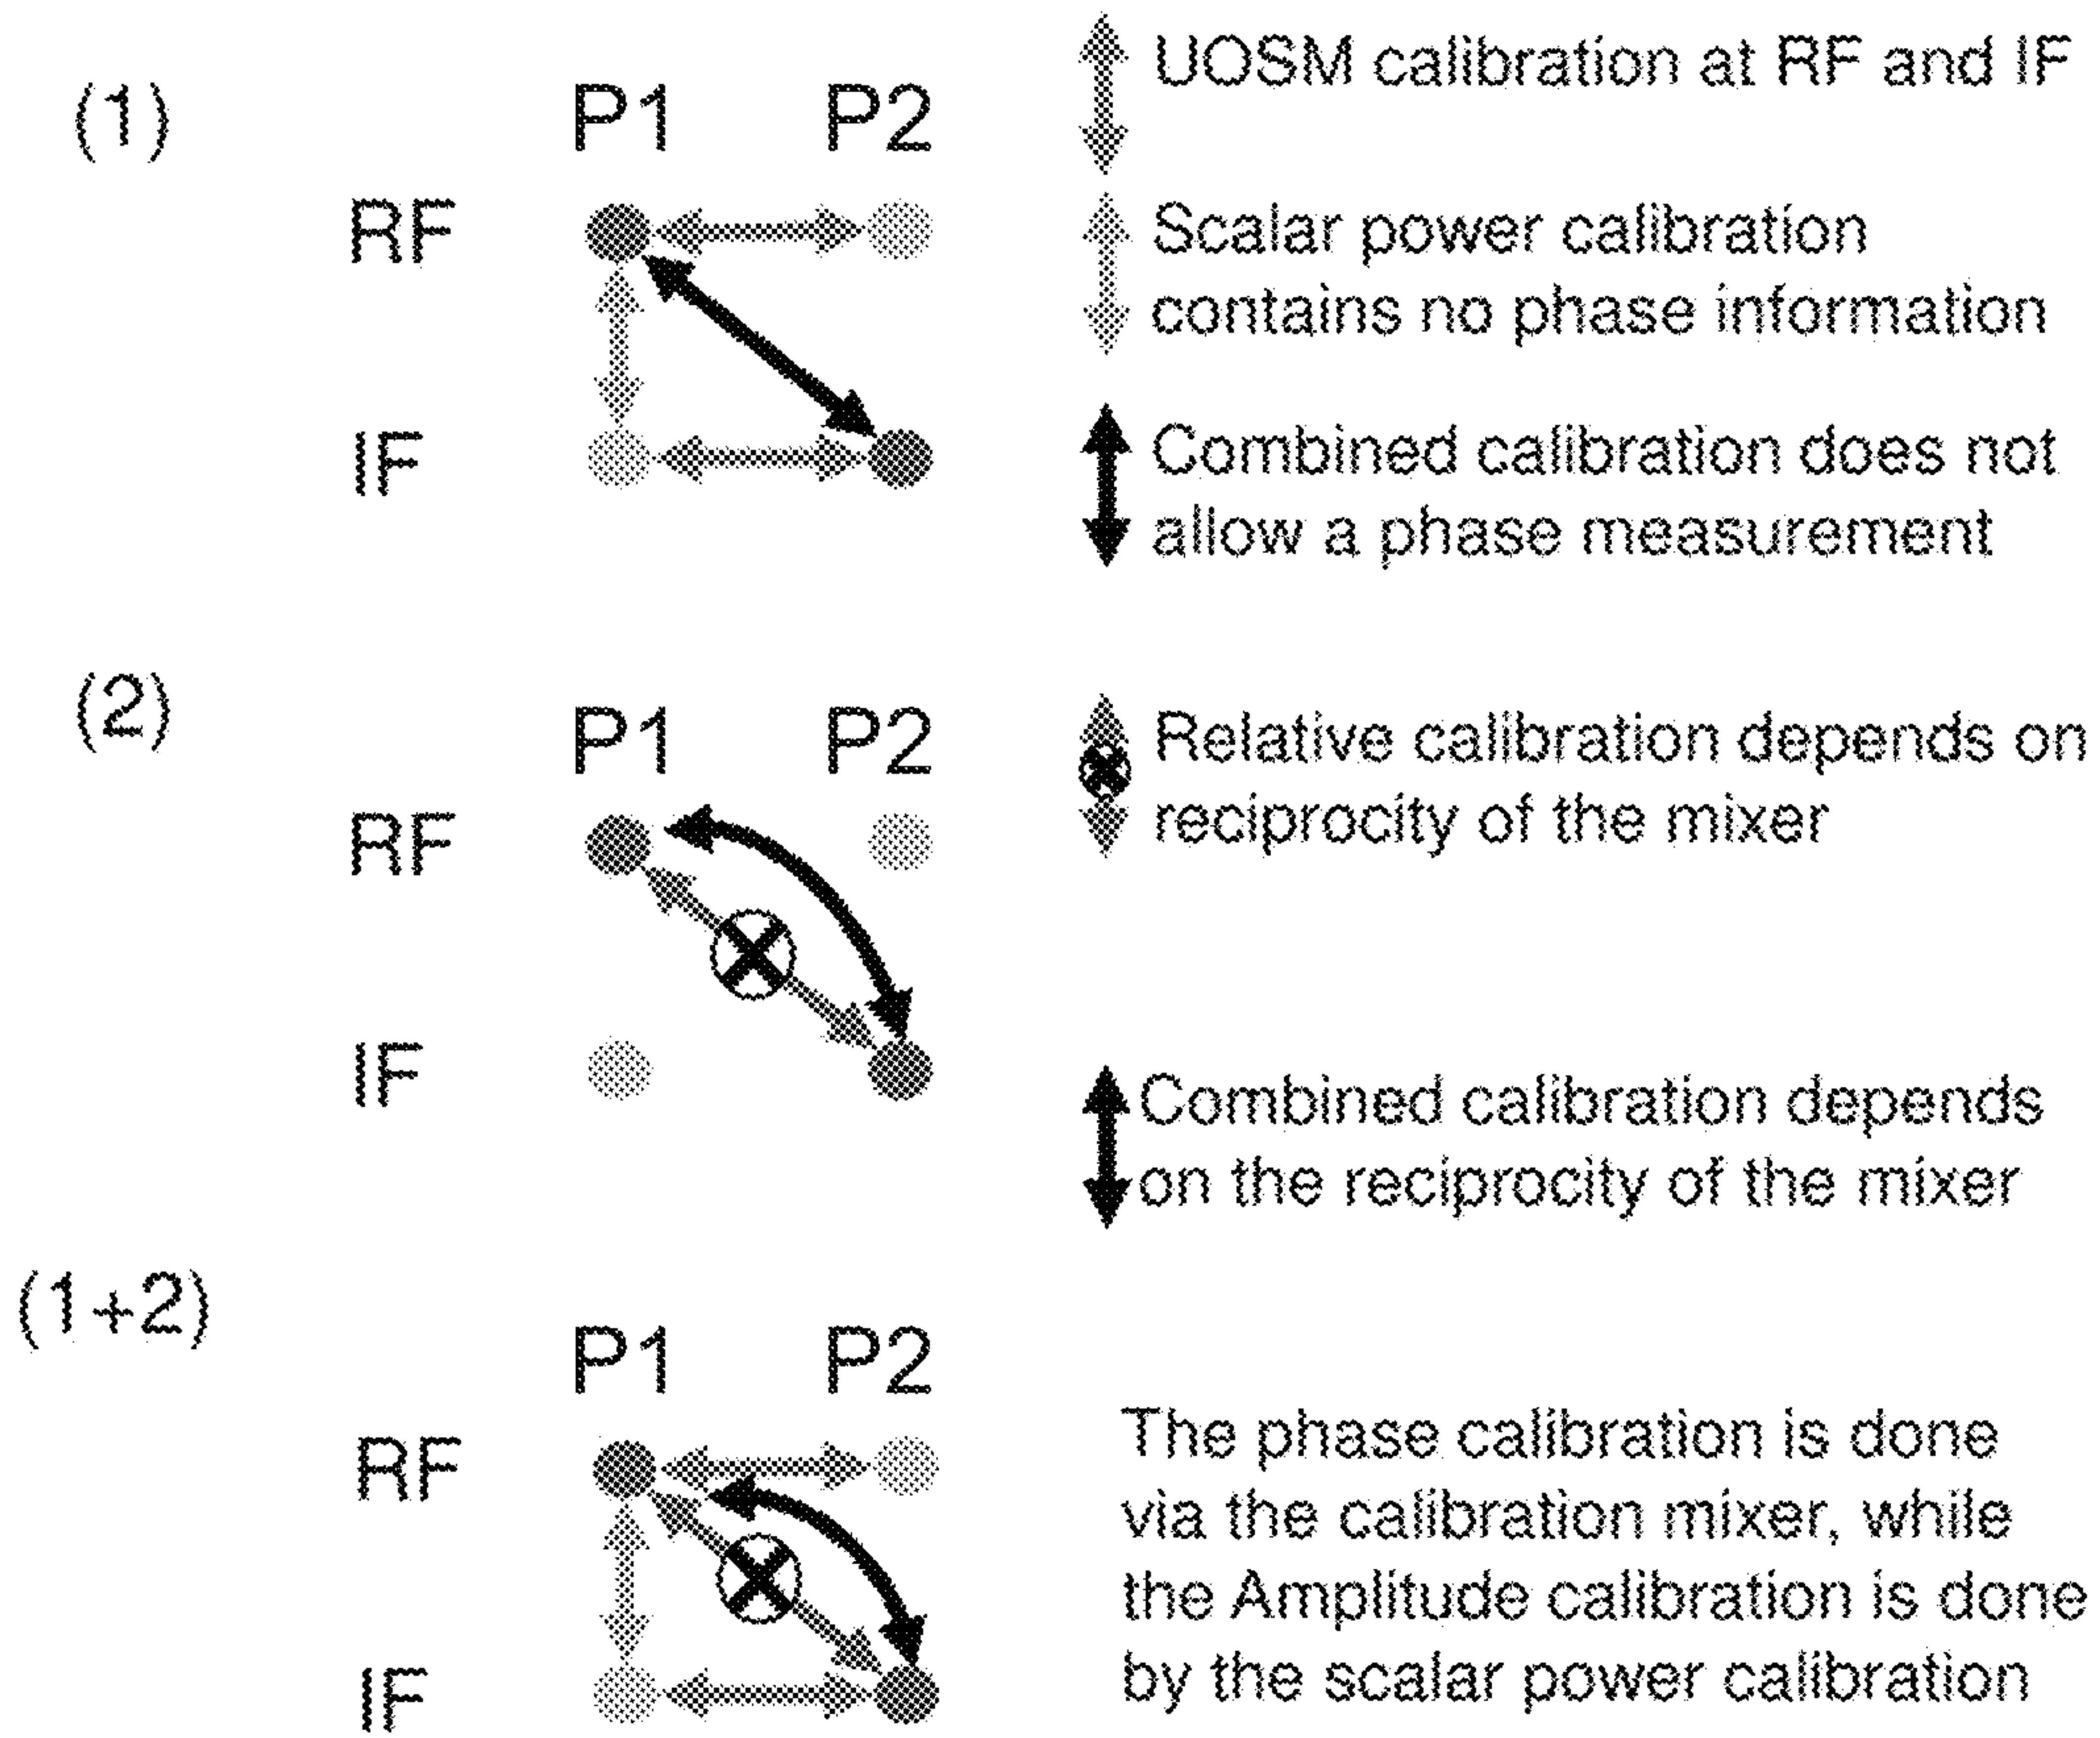 (1)
P1 P2
RF
IF
UOSM calibration at RF and IF
Scalar power calibration
contains no phase information
Combined calibration does not
allow a phase measurement
(2)
P1 P2
RF
IF
Relative calibration depends on
reciprocity of the mixer
Combined calibration depends
on the reciprocity of the mixer
(1+2)
P1 P2
RF
IF
The phase calibration is done
via the calibration mixer, while
the Amplitude calibration is done
by the scalar power calibration